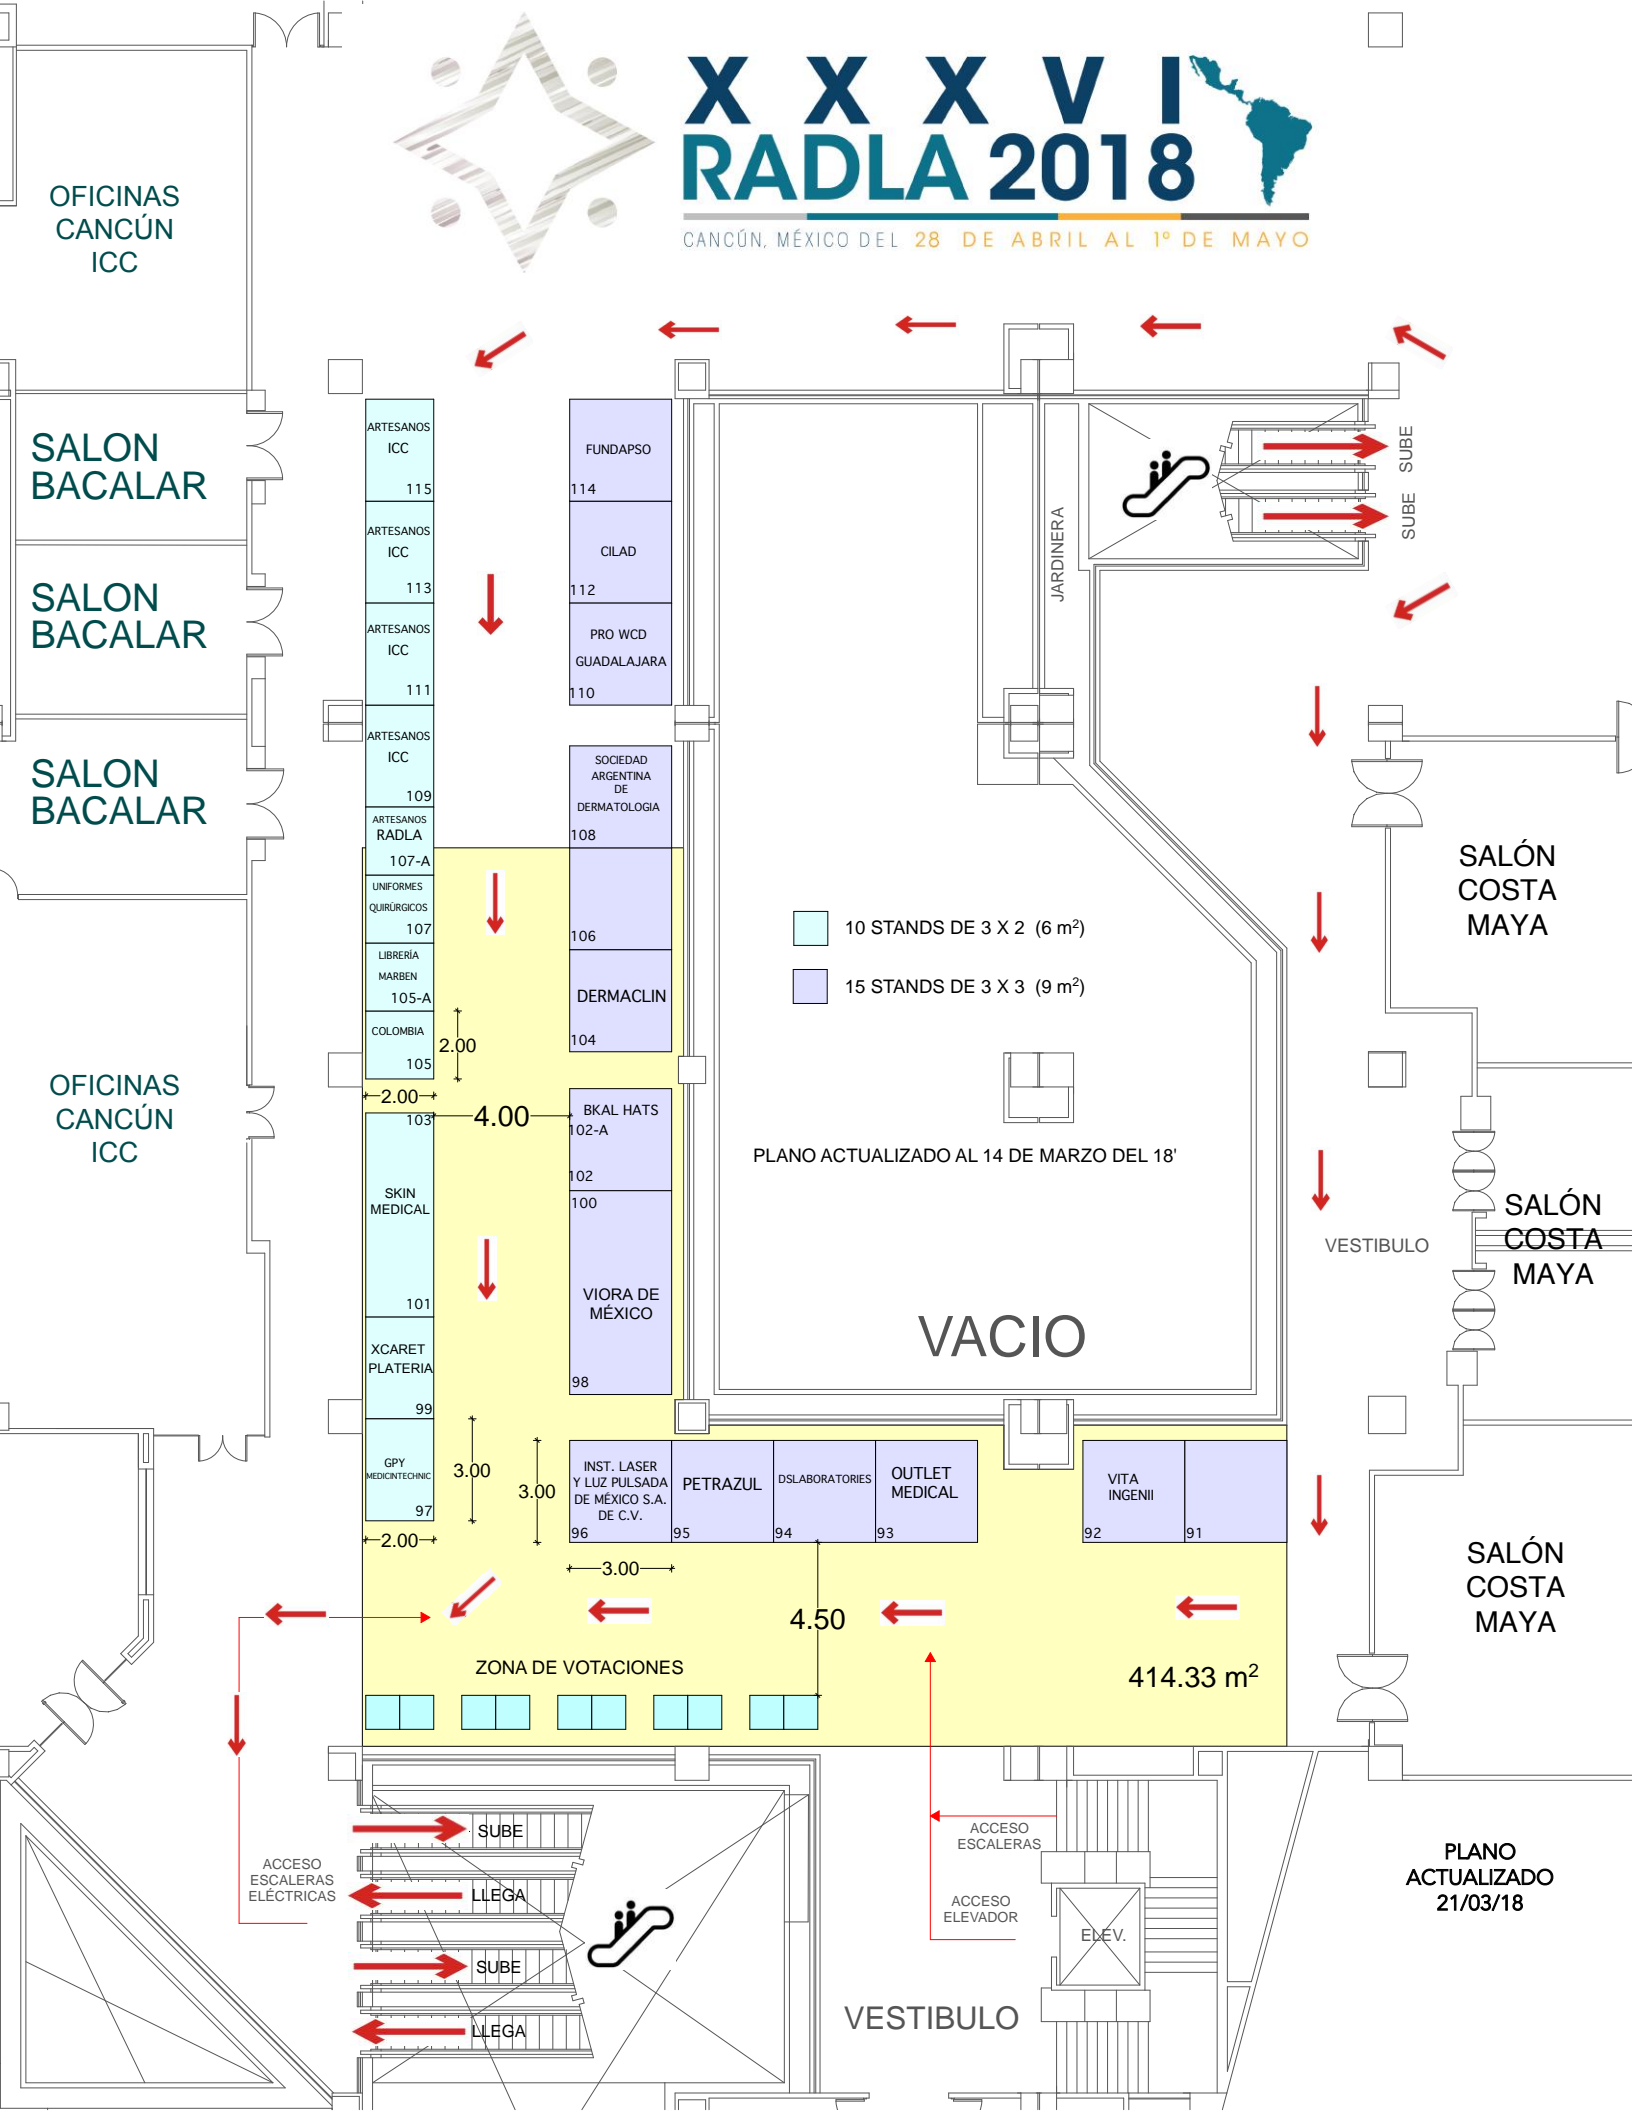 X X X V I
RADLA 2018
CANCÚN, MÉXICO DEL 28 DE ABRIL AL 1º DE MAYO
OFICINAS
CANCÚN
ICC
SALON
BACALAR
SALON
BACALAR
SALON
BACALAR
OFICINAS
CANCÚN
ICC
ARTESANOS
ICC
115
ARTESANOS
ICC
113
ARTESANOS
ICC
111
ARTESANOS
ICC
109
ARTESANOS
RADLA
107-A
UNIFORMES
QUIRÚRGICOS
107
LIBRERÍA
MARBEN
105-A
COLOMBIA
105
2.00
2.00
4.00
103
SKIN
MEDICAL
101
XCARET
PLATERIA
99
GPY
MEDICINTECHNIC
97
3.00
2.00
FUNDAPSO
114
CILAD
112
PRO WCD
GUADALAJARA
110
SOCIEDAD
ARGENTINA
DE
DERMATOLOGIA
108
106
DERMACLIN
104
BKAL HATS
102-A
102
100
VIORA DE
MÉXICO
98
3.00
INST. LASER
Y LUZ PULSADA
DE MÉXICO S.A.
DE C.V.
96
PETRAZUL
95
DSLABORATORIES
94
OUTLET
MEDICAL
93
VITA
INGENII
92
91
3.00
4.50
ZONA DE VOTACIONES
414.33 m²
JARDINERA
SUBE
SUBE
10 STANDS DE 3 X 2 (6 m²)
15 STANDS DE 3 X 3 (9 m²)
PLANO ACTUALIZADO AL 14 DE MARZO DEL 18'
VACIO
SALÓN
COSTA
MAYA
VESTIBULO
SALÓN
COSTA
MAYA
SALÓN
COSTA
MAYA
ACCESO
ESCALERAS
ELÉCTRICAS
SUBE
LLEGA
SUBE
LLEGA
ACCESO
ESCALERAS
ACCESO
ELEVADOR
ELEV.
VESTIBULO
PLANO
ACTUALIZADO
21/03/18